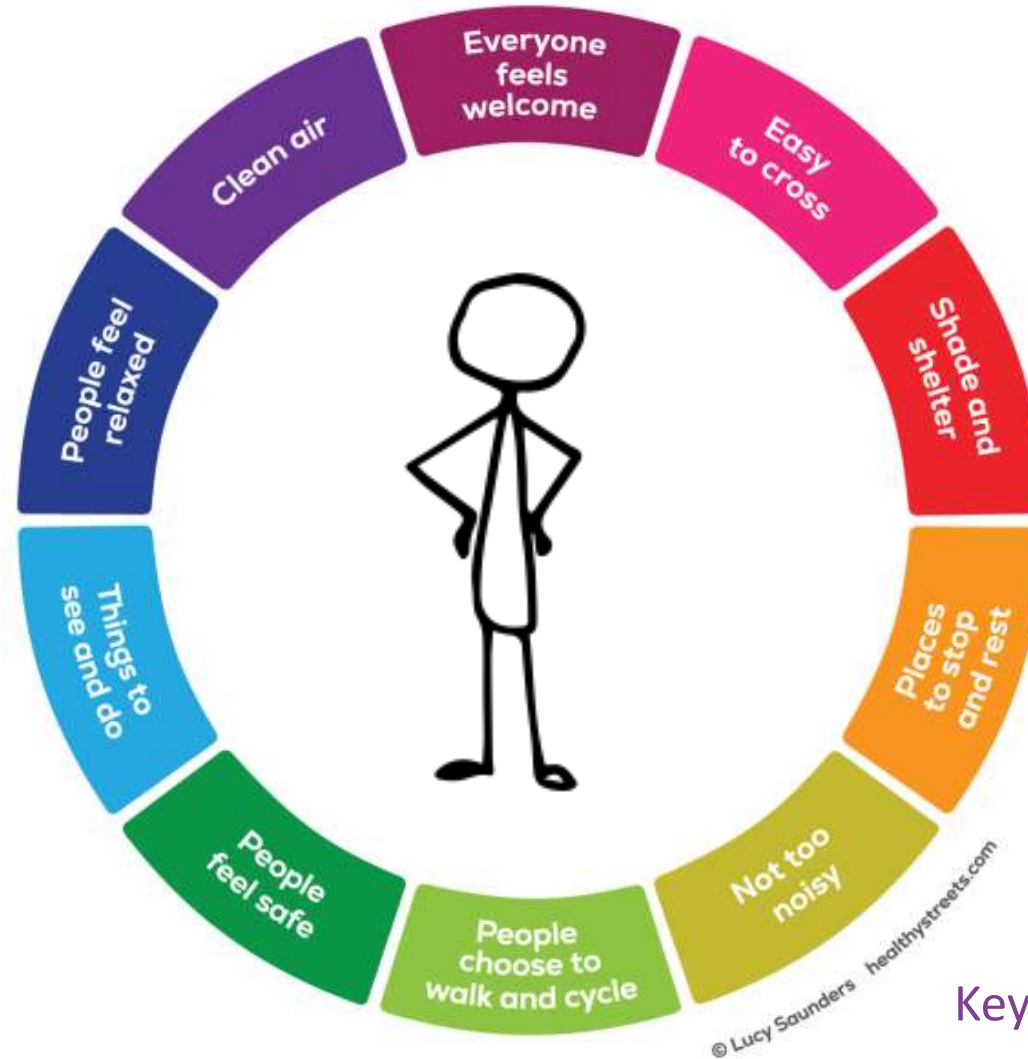 Everyone
feels
welcome
Easy
to cross
Shade and
shelter
Places
to stop
and rest
Not too
noisy
People
choose to
walk and cycle
People
feel safe
Things to
see and do
People feel
relaxed
Clean air
© Lucy Saunders healthystreets.com
Key